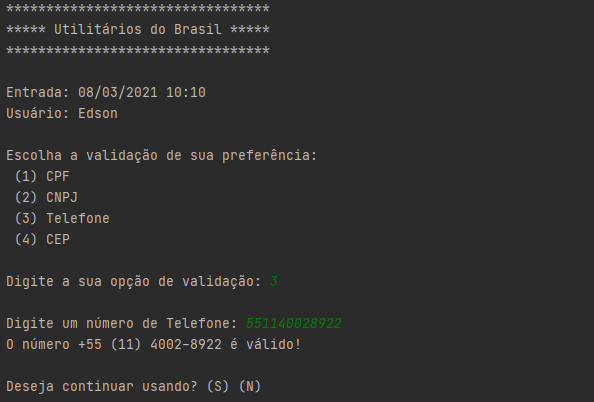 *********************************
***** Utilitários do Brasil *****
*********************************
Entrada: 08/03/2021 10:10
Usuário: Edson
Escolha a validação de sua preferência:
(1) CPF
(2) CNPJ
(3) Telefone
(4) CEP
Digite a sua opção de validação: 3
Digite um número de Telefone: 551140028922
O número +55 (11) 4002-8922 é válido!
Deseja continuar usando? (S) (N)